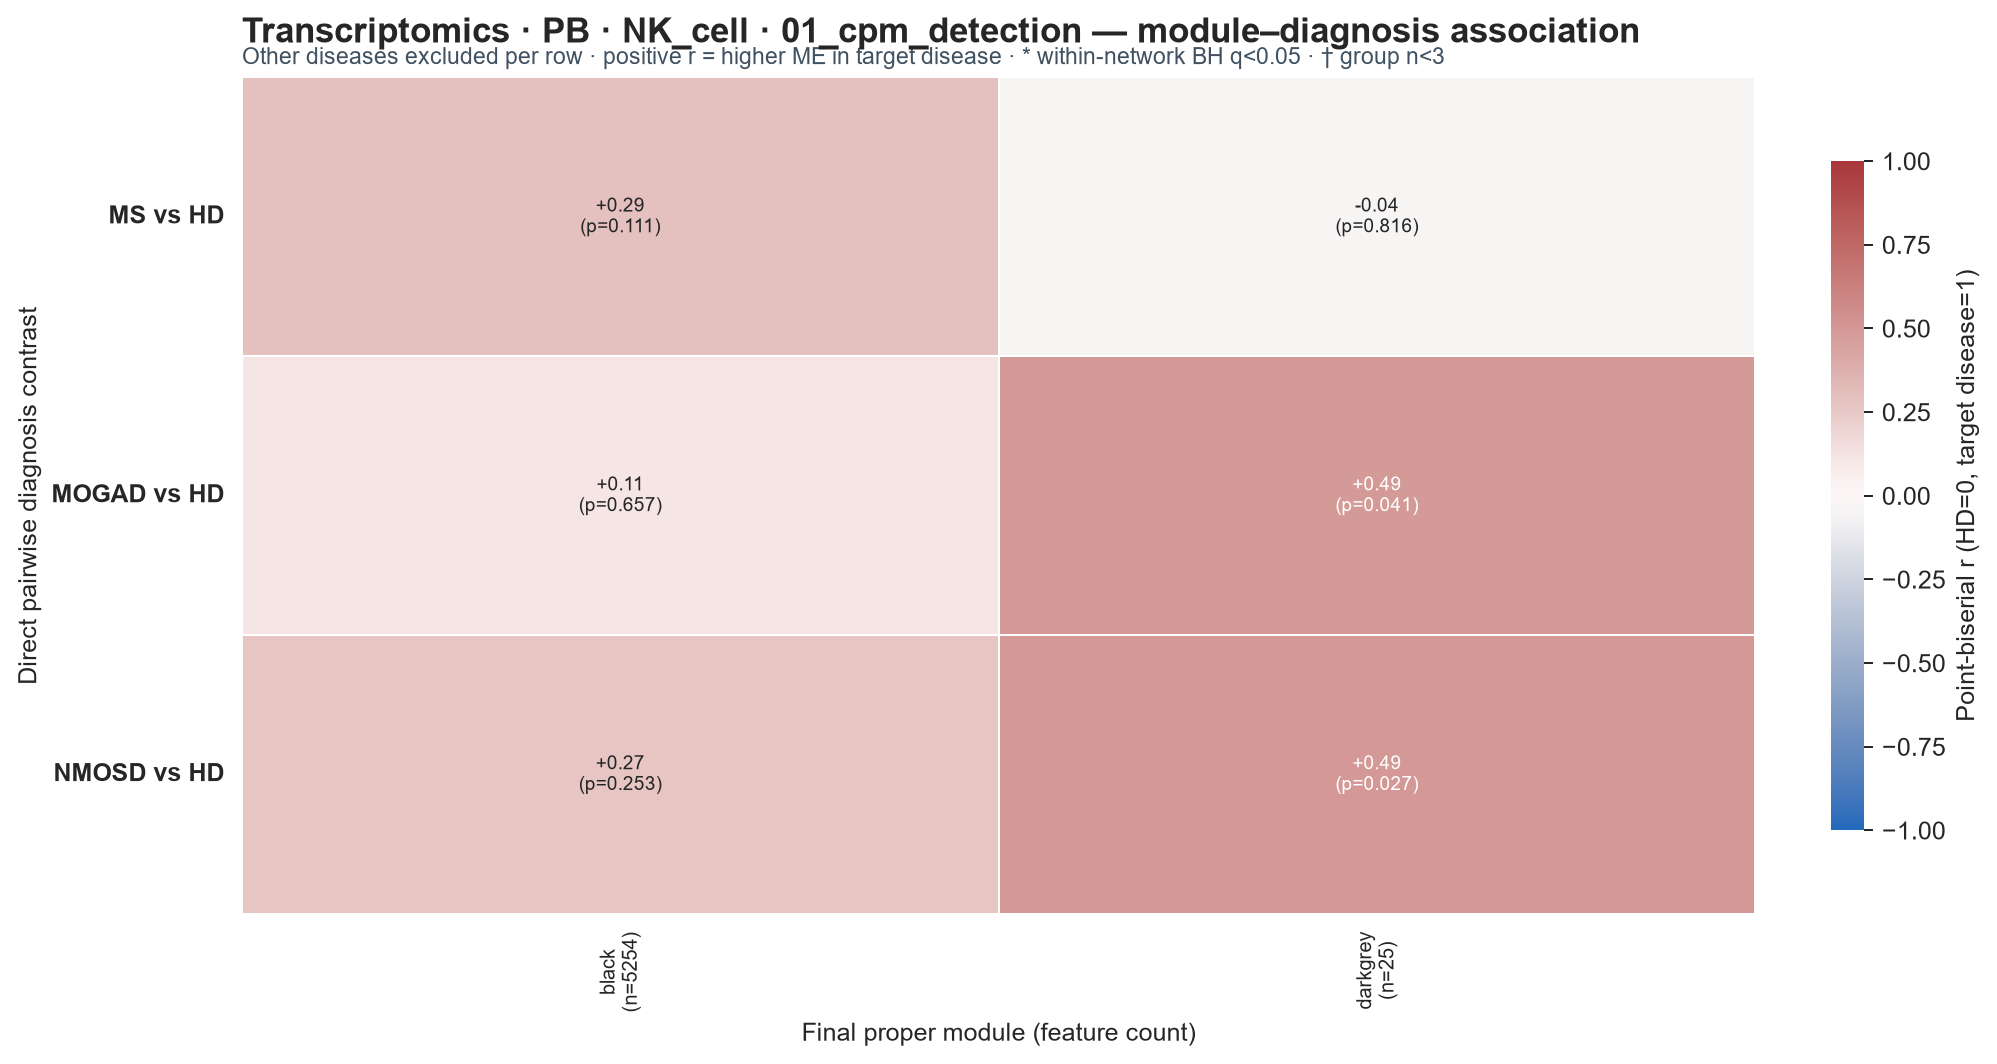 Transcriptomics · PB · NK_cell · 01_cpm_detection — module–diagnosis association
Other diseases excluded per row · positive r = higher ME in target disease · * within-network BH q<0.05 · † group n<3
Direct pairwise diagnosis contrast
MS vs HD
+0.29
(p=0.111)
-0.04
(p=0.816)
MOGAD vs HD
+0.11
(p=0.657)
+0.49
(p=0.041)
NMOSD vs HD
+0.27
(p=0.253)
+0.49
(p=0.027)
black
(n=5254)
darkgrey
(n=25)
Final proper module (feature count)
1.00
0.75
0.50
0.25
0.00
−0.25
−0.50
−0.75
−1.00
Point-biserial r (HD=0, target disease=1)